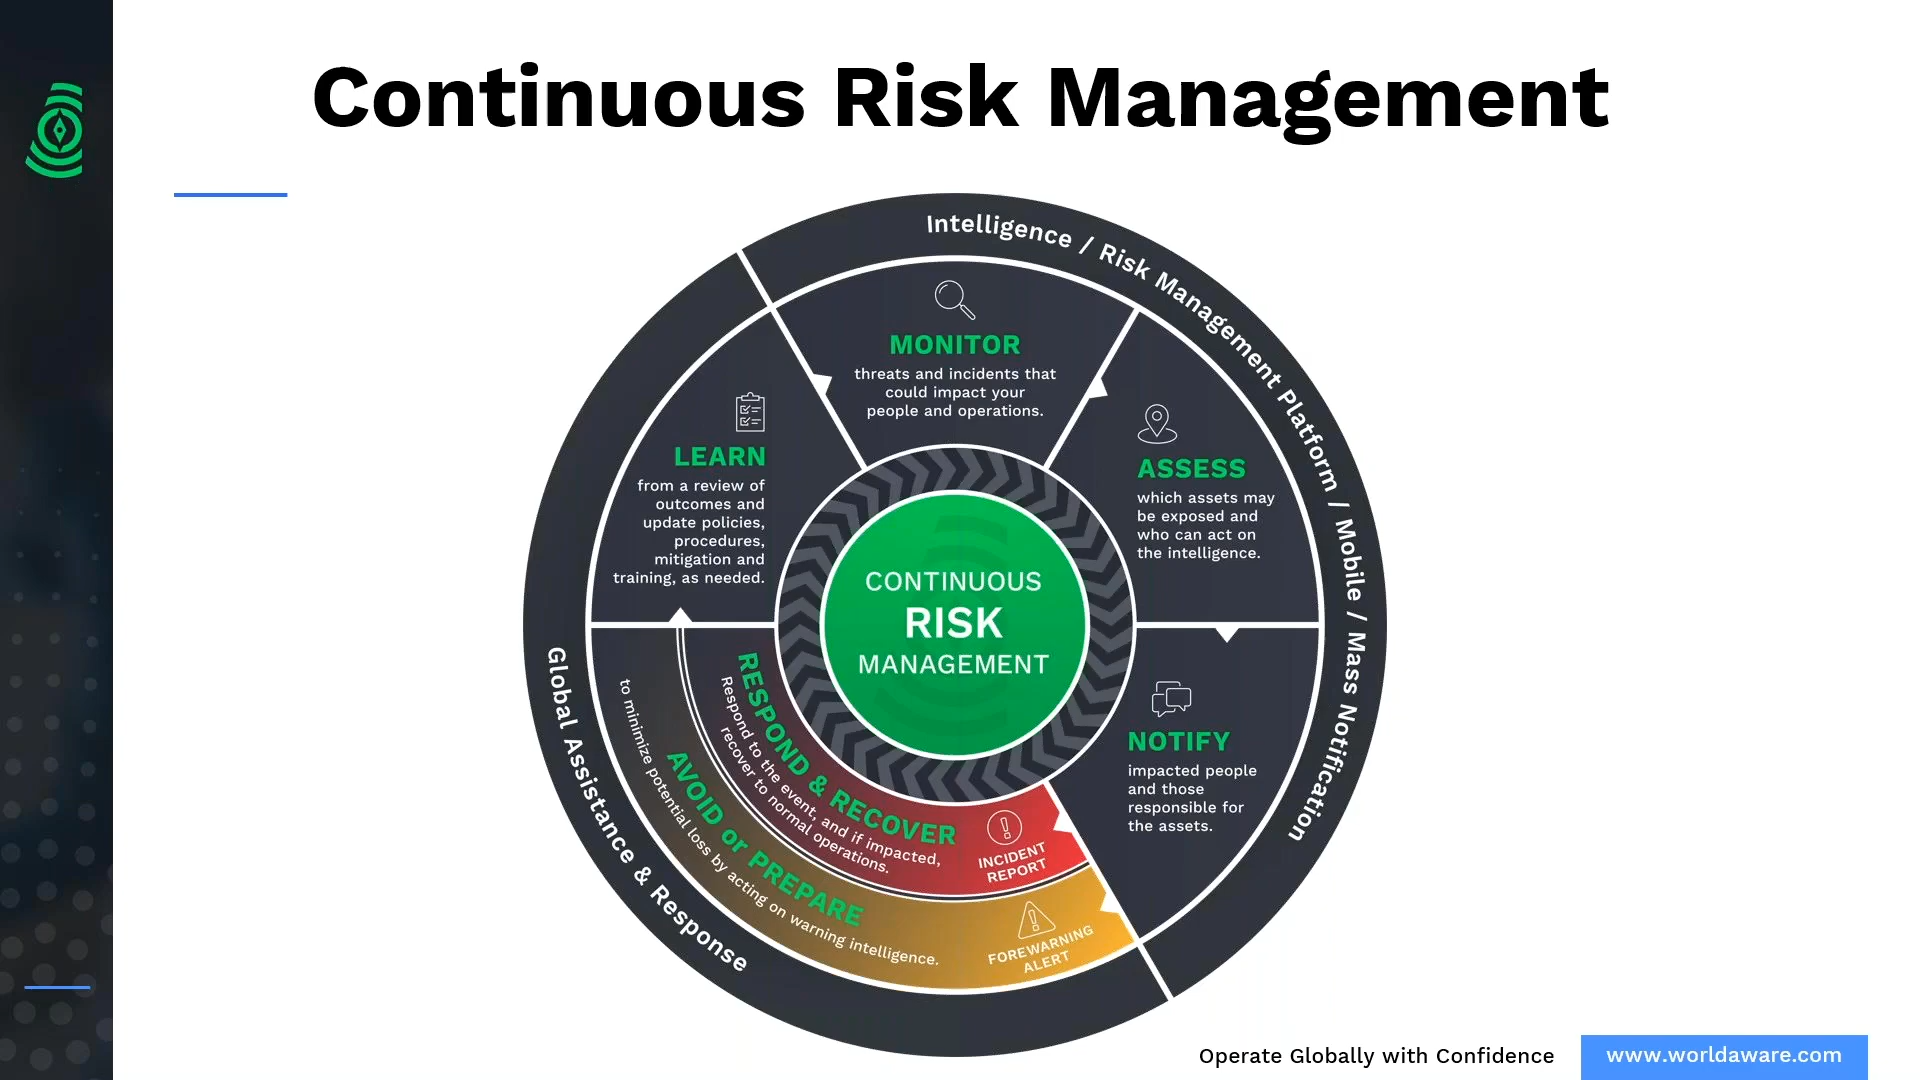 Continuous Risk Management
Intelligence / Risk Management Platform / Mobile / Mass Notification
MONITOR
threats and incidents that
could impact your
people and operations.
ASSESS
which assets may
be exposed and
who can act on
the intelligence.
NOTIFY
impacted people
and those
responsible for
the assets.
LEARN
from a review of
outcomes and
update policies,
procedures,
mitigation and
training, as needed.
CONTINUOUS
RISK
MANAGEMENT
RESPOND & RECOVER
Respond to the event, and if impacted,
recover to normal operations.
INCIDENT
REPORT
AVOID or PREPARE
to minimize potential loss by acting on warning intelligence.
FOREWARNING
ALERT
Global Assistance & Response
Operate Globally with Confidence
www.worldaware.com